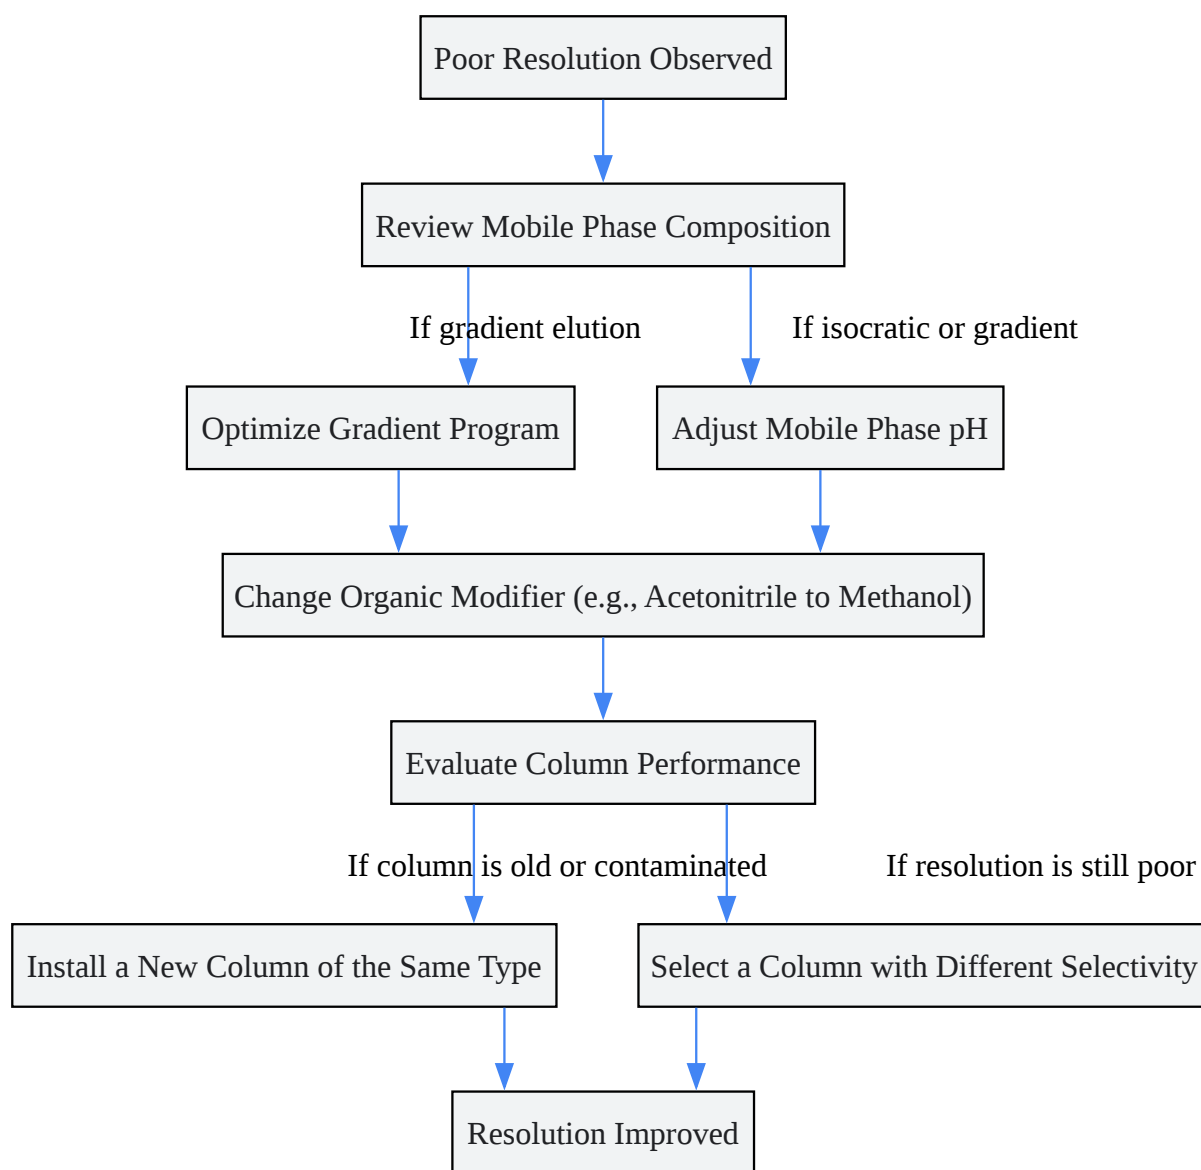 Poor Resolution Observed
Review Mobile Phase Composition
If gradient elution
If isocratic or gradient
Optimize Gradient Program
Adjust Mobile Phase pH
Change Organic Modifier (e.g., Acetonitrile to Methanol)
Evaluate Column Performance
If column is old or contaminated
If resolution is still poor
Install a New Column of the Same Type
Select a Column with Different Selectivity
Resolution Improved